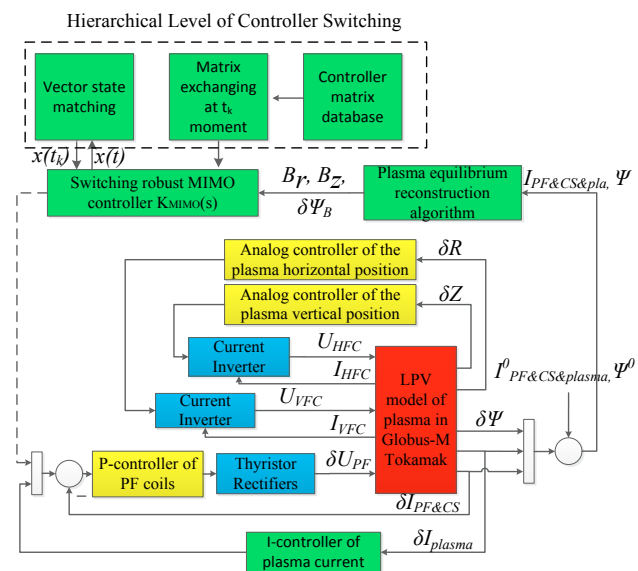 Hierarchical Level of Controller Switching
Vector state
matching
Matrix
exchanging
at tk
moment
Controller
matrix
database
x(tk)
x(t)
Switching robust MIMO
controller KMIMO(s)
Br, Bz,
δΨB
Plasma equilibrium
reconstruction
algorithm
IPF&CS&pla, Ψ
Analog controller of the
plasma horizontal position
δR
Analog controller of the
plasma vertical position
δZ
Current
Inverter
UHFC
IHFC
Current
Inverter
UVFC
IVFC
LPV
model of
plasma in
Globus-M
Tokamak
I0PF&CS&plasma, Ψ0
δΨ
P-controller of
PF coils
Thyristor
Rectifiers
δUPF
δIPF&CS
I-controller of
plasma current
δIplasma